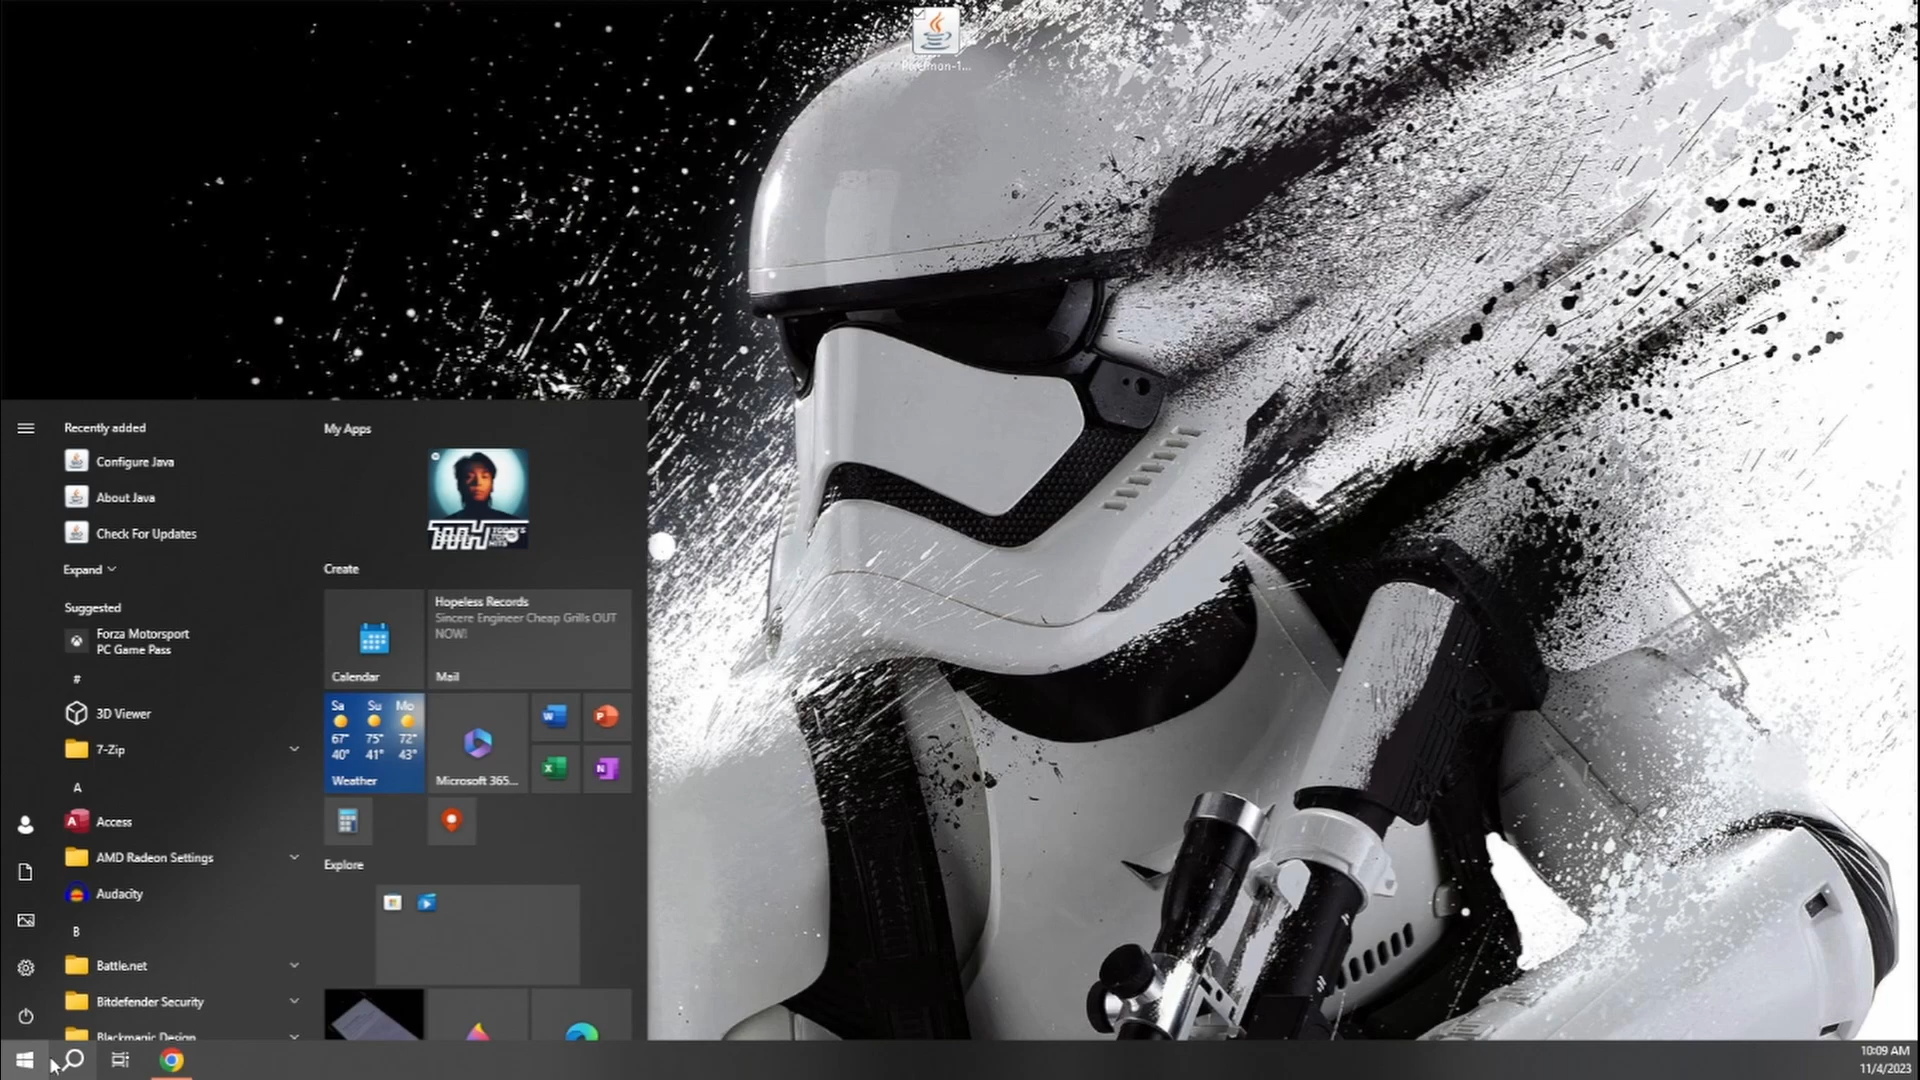 Pixelmon-1...
Recently added
Configure Java
About Java
Check For Updates
Expand
Suggested
Forza Motorsport
PC Game Pass
#
3D Viewer
7-Zip
A
Access
AMD Radeon Settings
Audacity
B
Battle.net
Bitdefender Security
Blackmagic Design
My Apps
Create
Calendar
Hopeless Records
Sincere Engineer Cheap Grills OUT
NOW!
Mail
Sa Su Mo
67° 75° 72°
40° 41° 43°
Weather
Microsoft 365...
Explore
10:09 AM
11/4/2023